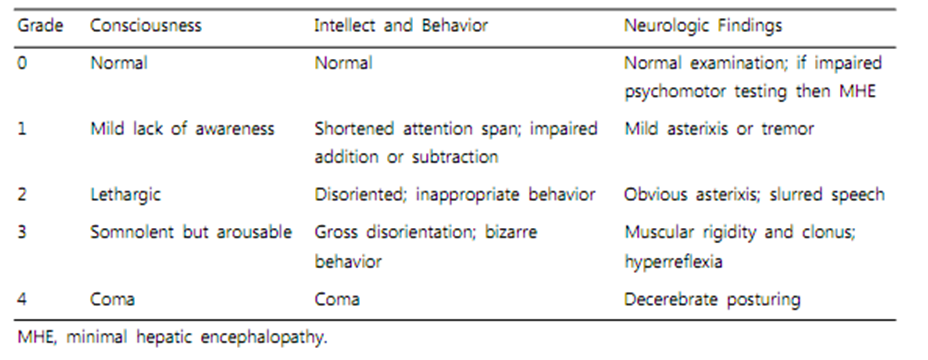 Grade Consciousness Intellect and Behavior Neurologic Findings
0 Normal Normal Normal examination; if impaired
psychomotor testing then MHE
1 Mild lack of awareness Shortened attention span; impaired Mild asterixis or tremor
addition or subtraction
2 Lethargic Disoriented; inappropriate behavior Obvious asterixis; slurred speech
3 Somnolent but arousable Gross disorientation; bizarre Muscular rigidity and clonus;
behavior hyperreflexia
4 Coma Coma Decerebrate posturing
MHE, minimal hepatic encephalopathy.